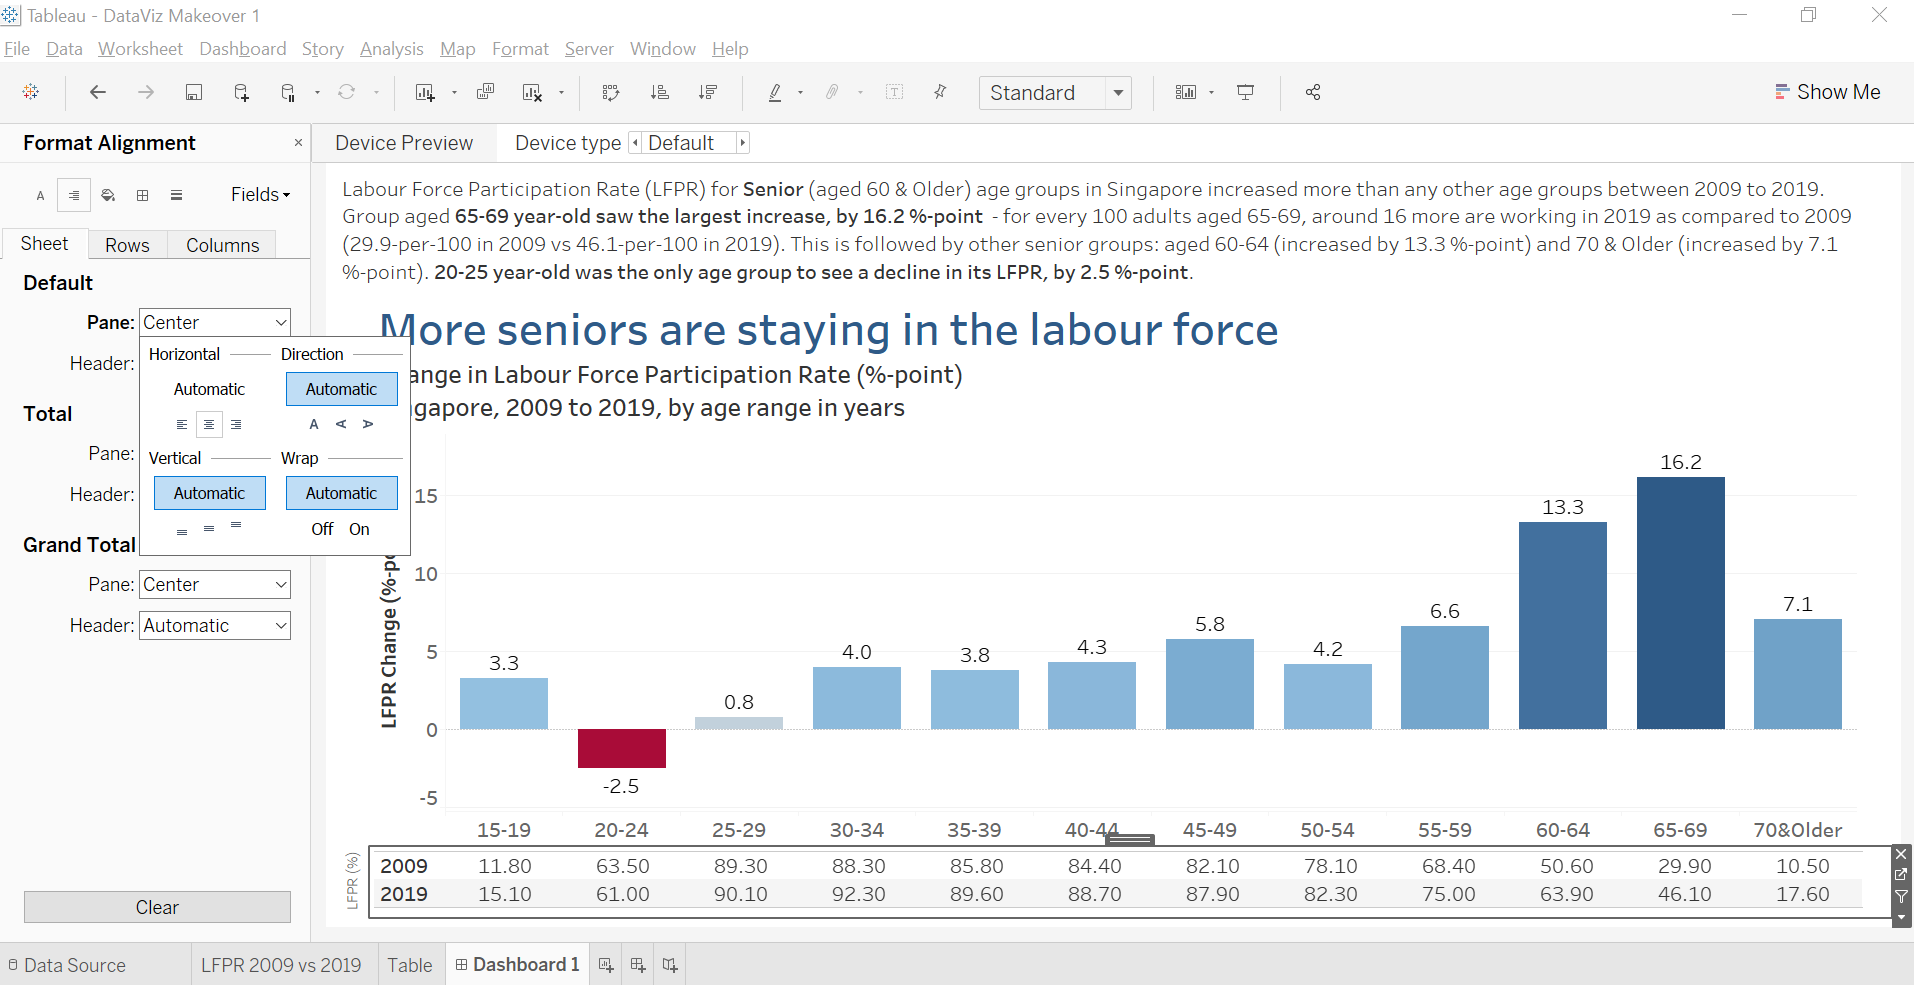 Tableau - DataViz Makeover 1
File Data Worksheet Dashboard Story Analysis Map Format Server Window Help
Standard
Show Me
Format Alignment
Device Preview
Device type Default
A
Fields
Sheet Rows Columns
Labour Force Participation Rate (LFPR) for Senior (aged 60 & Older) age groups in Singapore increased more than any other age groups between 2009 to 2019.
Group aged 65-69 year-old saw the largest increase, by 16.2 %-point - for every 100 adults aged 65-69, around 16 more are working in 2019 as compared to 2009
(29.9-per-100 in 2009 vs 46.1-per-100 in 2019). This is followed by other senior groups: aged 60-64 (increased by 13.3 %-point) and 70 & Older (increased by 7.1
%-point). 20-25 year-old was the only age group to see a decline in its LFPR, by 2.5 %-point.
Default
Pane: Center
Header:
Total
Pane:
Header:
Grand Total
Pane: Center
Header: Automatic
Clear
Horizontal Direction
Automatic Automatic
A A A
Vertical Wrap
Automatic Automatic
Off On
More seniors are staying in the labour force
ange in Labour Force Participation Rate (%-point)
gapore, 2009 to 2019, by age range in years
LFPR Change (%-po
15
10
5
0
-5
3.3
-2.5
0.8
4.0
3.8
4.3
5.8
4.2
6.6
13.3
16.2
7.1
15-19 20-24 25-29 30-34 35-39 40-44 45-49 50-54 55-59 60-64 65-69 70&Older
LFPR (%)
2009 11.80 63.50 89.30 88.30 85.80 84.40 82.10 78.10 68.40 50.60 29.90 10.50
2019 15.10 61.00 90.10 92.30 89.60 88.70 87.90 82.30 75.00 63.90 46.10 17.60
Data Source LFPR 2009 vs 2019 Table Dashboard 1